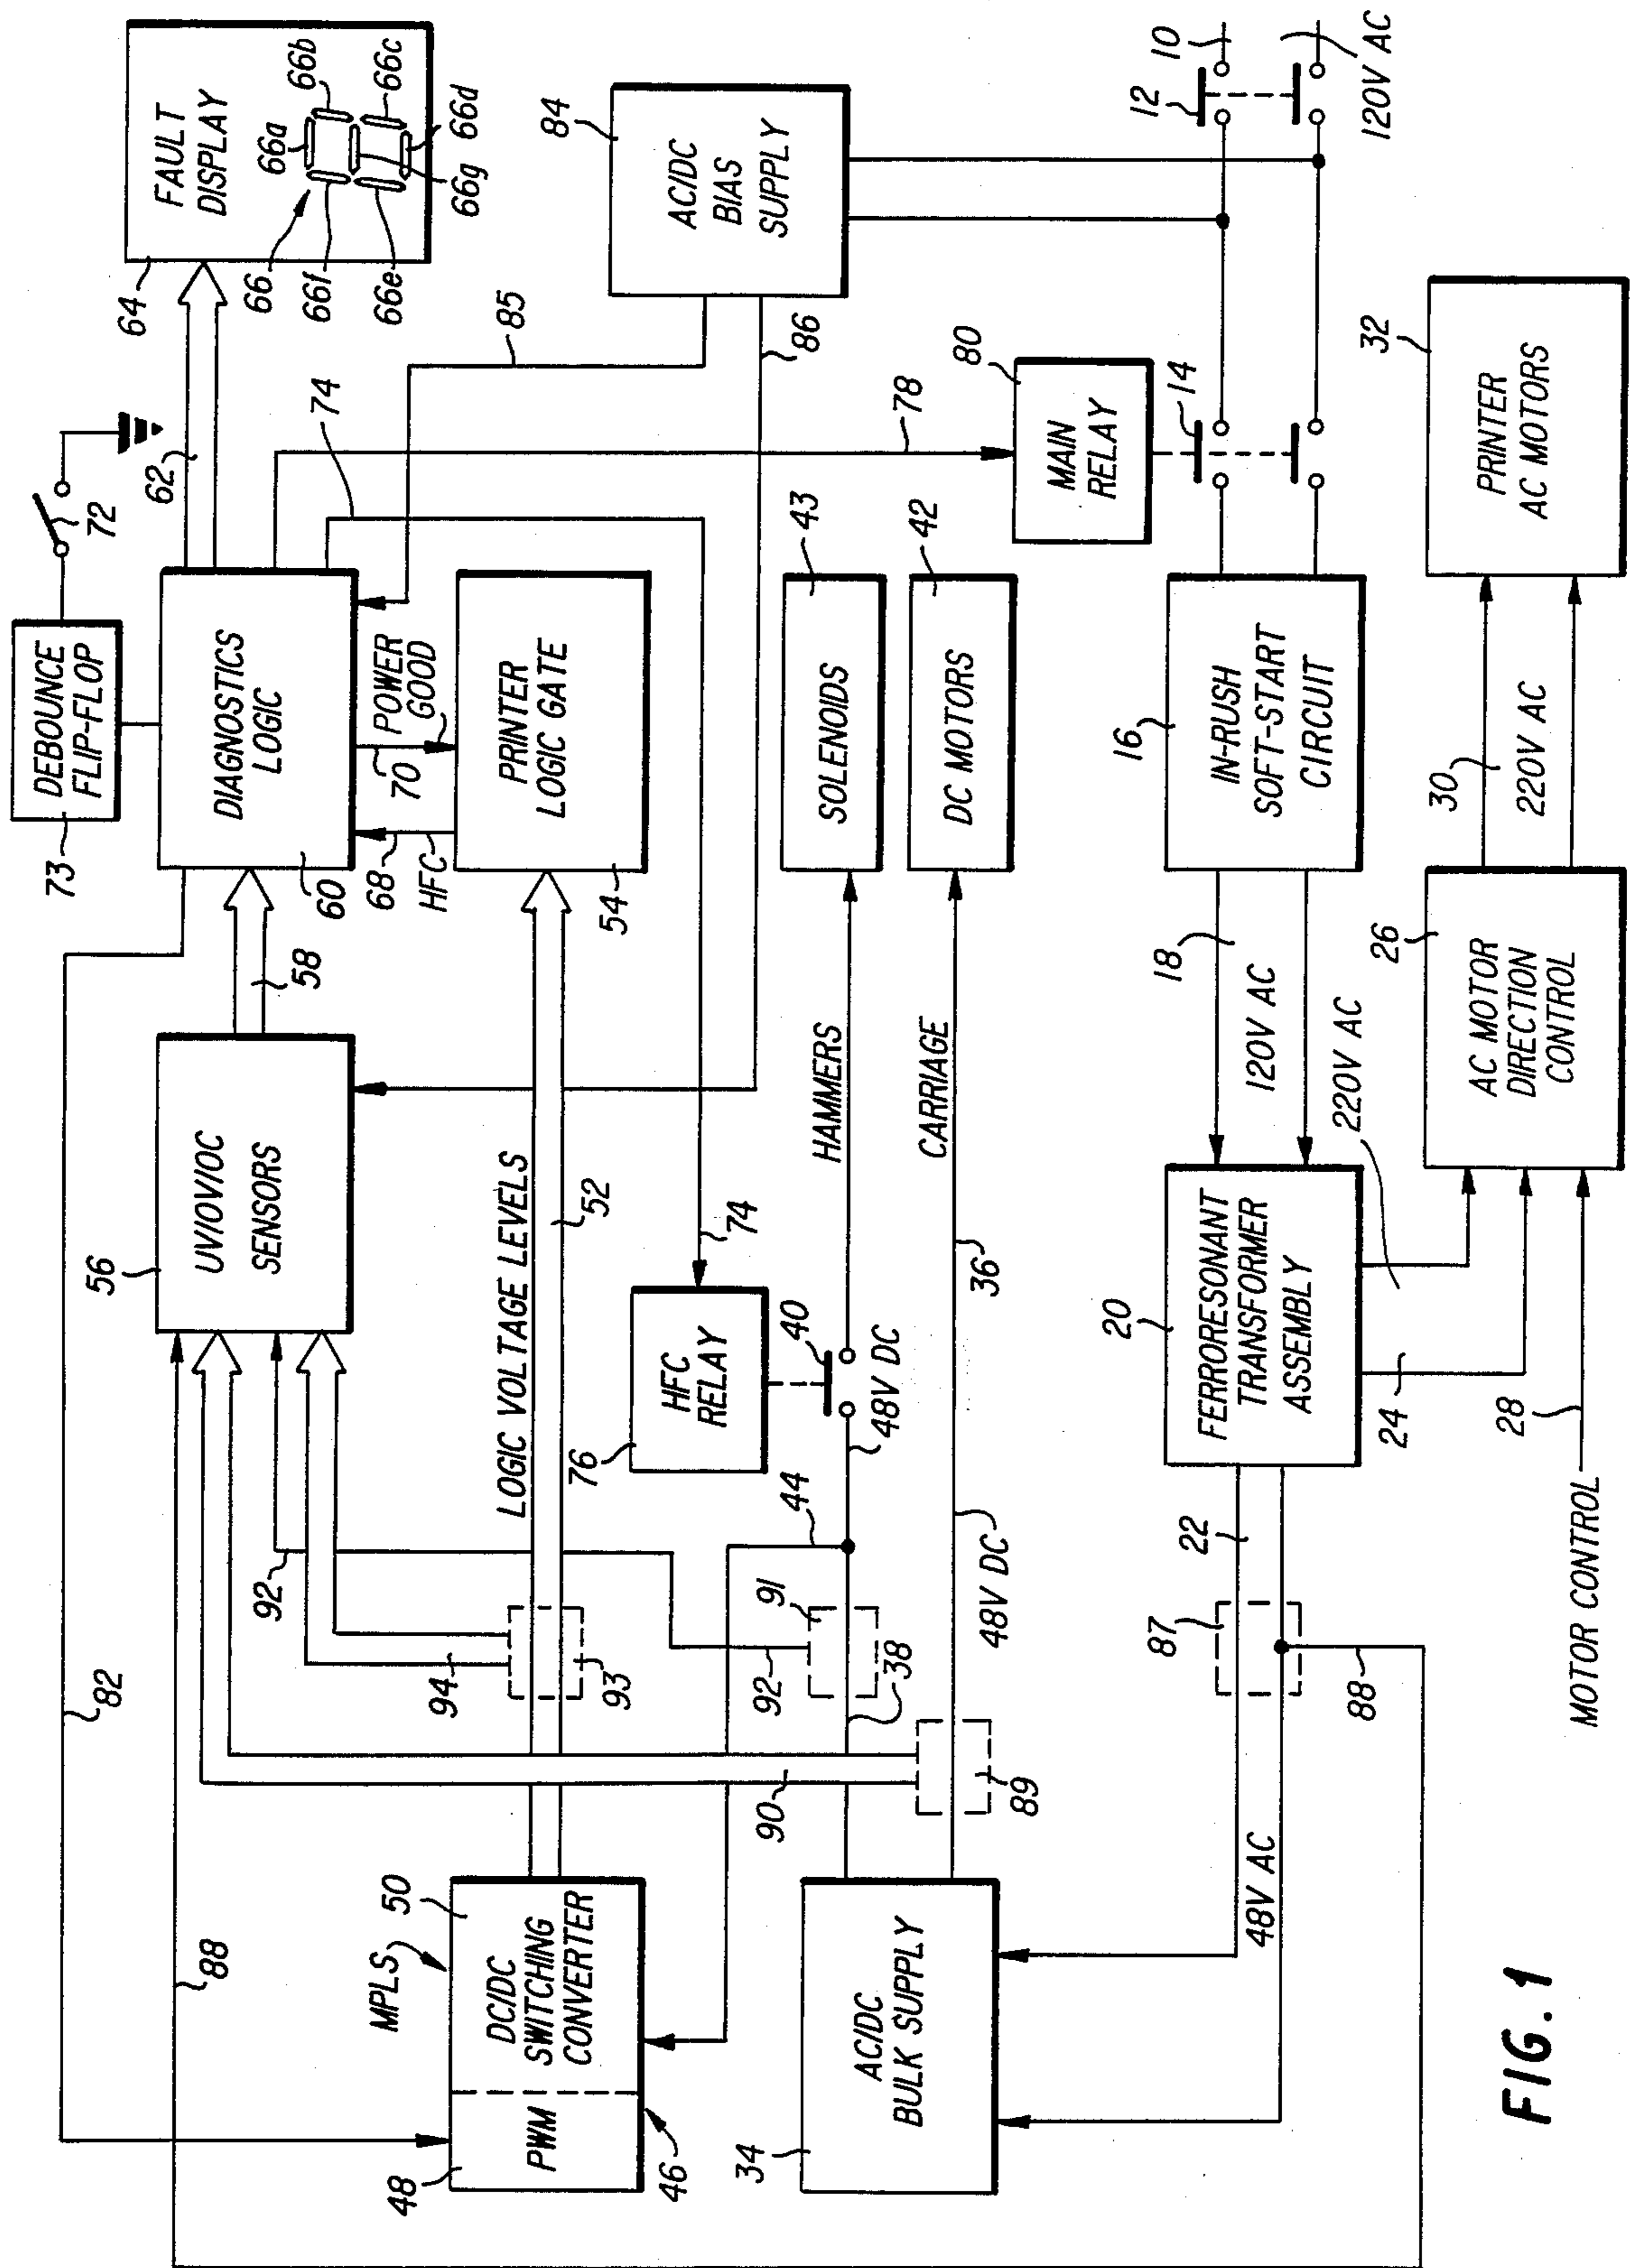 73
DEBOUNCE
FLIP-FLOP
72
82
88
56
UV/OV/OC
SENSORS
58
60
DIAGNOSTICS
LOGIC
62
64
FAULT
DISPLAY
66
66a
66b
66c
66d
66e
66f
66g
92
94
93
68
HFC
70
POWER
GOOD
74
85
86
84
AC/DC
BIAS
SUPPLY
48
PWM
46
MPLS
50
DC/DC
SWITCHING
CONVERTER
LOGIC VOLTAGE LEVELS
52
54
PRINTER
LOGIC GATE
74
78
80
MAIN
RELAY
76
HFC
RELAY
40
44
91
92
38
90
89
48V DC
HAMMERS
43
SOLENOIDS
34
AC/DC
BULK SUPPLY
48V DC
36
CARRIAGE
42
DC MOTORS
14
12
10
120V AC
48V AC
87
88
22
20
FERRORESONANT
TRANSFORMER
ASSEMBLY
18
120V AC
16
IN-RUSH
SOFT-START
CIRCUIT
24
220V AC
28
MOTOR CONTROL
26
AC MOTOR
DIRECTION
CONTROL
30
220V AC
32
PRINTER
AC MOTORS
FIG. 1